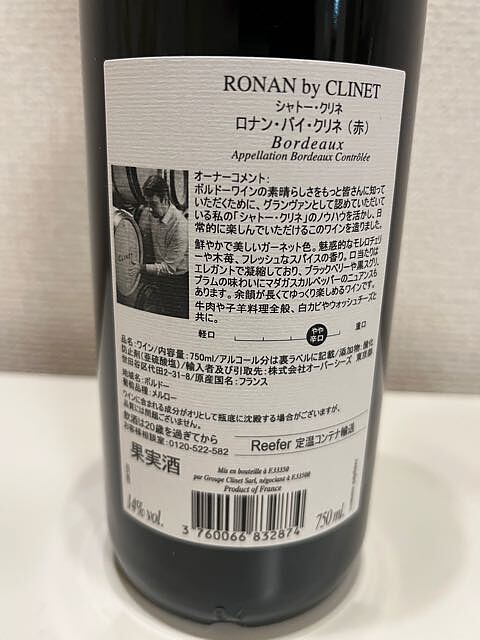 RONAN by CLINET
シャトー・クリネ
ロナン・バイ・クリネ（赤）
Bordeaux
Appellation Bordeaux Contrôlée
オーナーコメント:
ボルドーワインの素晴らしさをもっと皆さんに知っ
ていただくために、グランヴァンとして認めていただいて
いる私の「シャトー・クリネ」のノウハウを活かし、日
常的に楽しんでいただけるこのワインを造りました。
鮮やかで美しいガーネット色。魅惑的なモレロチェリ
ーや木苺、フレッシュなスパイスの香り。口当たりは
エレガントで凝縮しており、ブラックベリーや黒スグリ、
プラムの味わいにマダガスカルペッパーのニュアンスも
あります。余韻が長くてゆっくり楽しめるワインです。
牛肉や子羊料理全般、白カビやウォッシュチーズと
共に。
CLINET
軽口 やや辛口 重口
品名:ワイン/内容量:750ml/アルコール分は裏ラベルに記載/添加物:酸化
防止剤(亜硫酸塩)/輸入者及び引取先:株式会社オーバーシーズ 東京都
世田谷区代田2-31-8/原産国名:フランス
地域名:ボルドー
葡萄品種:メルロー
ワインに含まれる成分がオリとして瓶底に沈殿する場合がございますが、
品質には問題ございません。
飲酒は20歳を過ぎてから
お客様相談室:0120-522-582
Reefer 定温コンテナ輸送
果実酒
Mis en bouteille à F.33350
par Groupe Clinet Sarl, négociant à F.33500
Product of France
14% vol.
750 mL
3 760066 832874